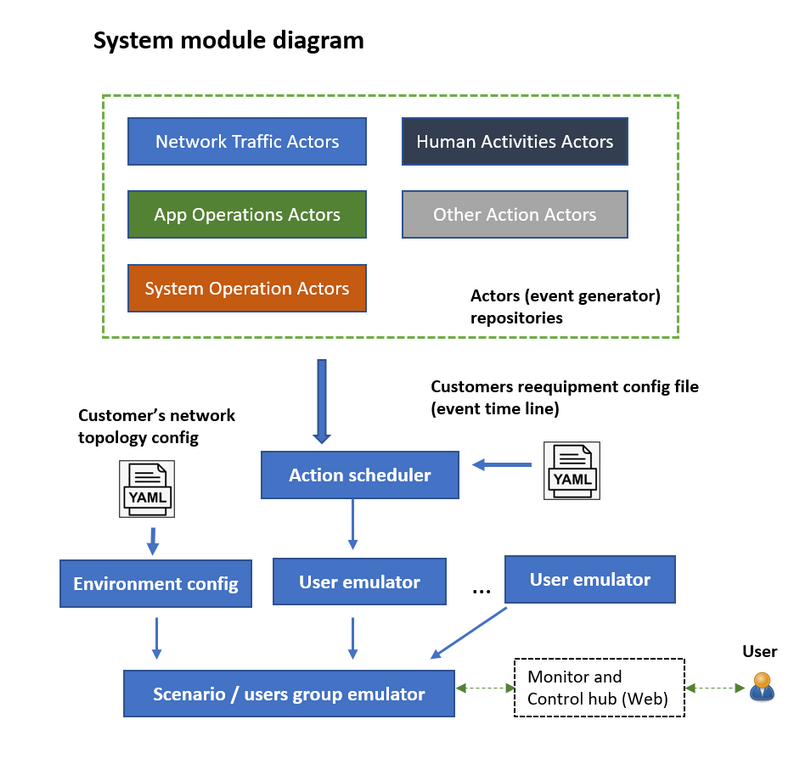 System module diagram
Network Traffic Actors
Human Activities Actors
App Operations Actors
Other Action Actors
System Operation Actors
Actors (event generator)
repositories
Customers reequipment config file
(event time line)
Customer’s network
topology config
YAML
Action scheduler
YAML
Environment config
User emulator
...
User emulator
User
Scenario / users group emulator
Monitor and
Control hub (Web)